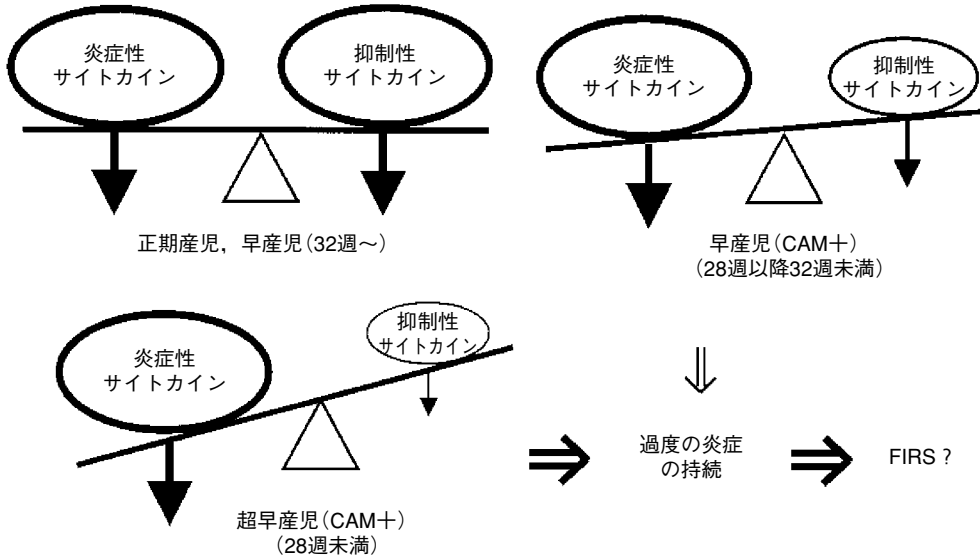 炎症性
サイトカイン
抑制性
サイトカイン
正期産児，早産児(32週～)
炎症性
サイトカイン
抑制性
サイトカイン
早産児(CAM＋)
(28週以降32週未満)
炎症性
サイトカイン
抑制性
サイトカイン
超早産児(CAM＋)
(28週未満)
過度の炎症
の持続
FIRS ?